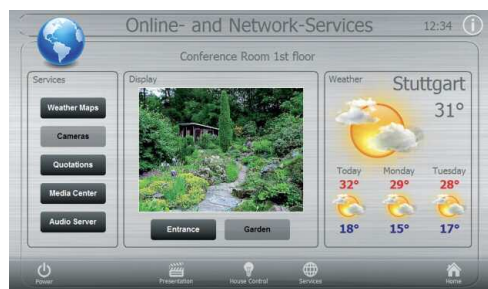 Online- and Network-Services
12:34
i
Conference Room 1st floor
Services
Weather Maps
Cameras
Quotations
Media Center
Audio Server
Display
Entrance
Garden
Weather
Stuttgart
31°
Today Monday Tuesday
32° 29° 28°
18° 15° 17°
Power
Presentation
House Control
Services
Home